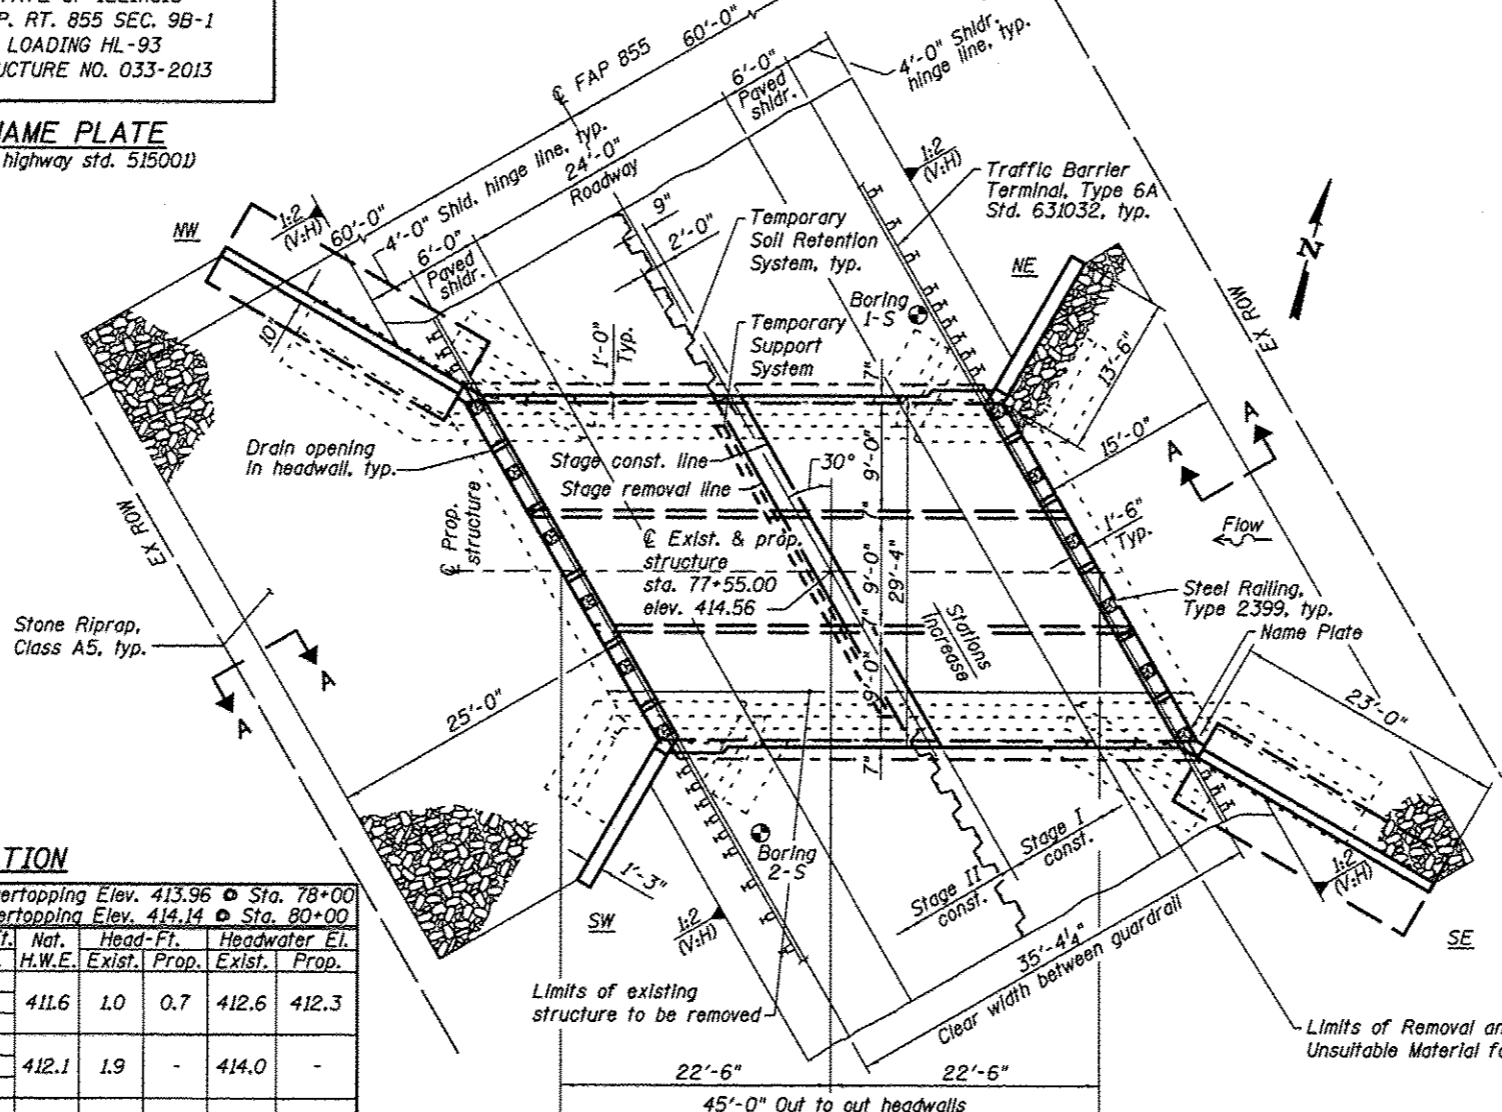 P. RT. 855 SEC. 9B-1
LOADING HL-93
UCTURE NO. 033-2013
NAME PLATE
highway std. 515001)
℄ FAP 855
60'-0"
4'-0" Shldr.
hinge line, typ.
6'-0"
Paved
shldr.
24'-0"
Roadway
60'-0"
4'-0" Shld. hinge line, typ.
6'-0"
Paved
shldr.
NW
1:2
(V:H)
1:2
(V:H)
9"
2'-0"
Temporary
Soil Retention
System, typ.
Traffic Barrier
Terminal, Type 6A
Std. 631032, typ.
NE
N
Boring
1-S
Temporary
Support
System
10"
1'-0"
Typ.
7"
13'-6"
EX ROW
Drain opening
in headwall, typ.
Stage const. line
Stage removal line
30°
9'-0"
15'-0"
A
A
EX ROW
℄ Prop.
structure
℄ Exist. & prop.
structure
sta. 77+55.00
elev. 414.56
7"
9'-0"
29'-4"
1'-6"
Typ.
Flow
Steel Railing,
Type 2399, typ.
Name Plate
Stone Riprap,
Class A5, typ.
A
A
7"
9'-0"
Stations
Increase
25'-0"
23'-0"
7"
Boring
2-S
Stage I
const.
Stage II
const.
1'-3"
SW
1:2
(V:H)
1:2
(V:H)
SE
35'-4¼"
Clear width between guardrail
Limits of existing
structure to be removed
Limits of Removal an
Unsuitable Material fo
22'-6"
22'-6"
45'-0" Out to out headwalls
TION
ertopping Elev. 413.96 @ Sta. 78+00
ertopping Elev. 414.14 @ Sta. 80+00
t. Nat. Head-Ft. Headwater El.
H.W.E. Exist. Prop. Exist. Prop.
411.6 1.0 0.7 412.6 412.3
412.1 1.9 - 414.0 -